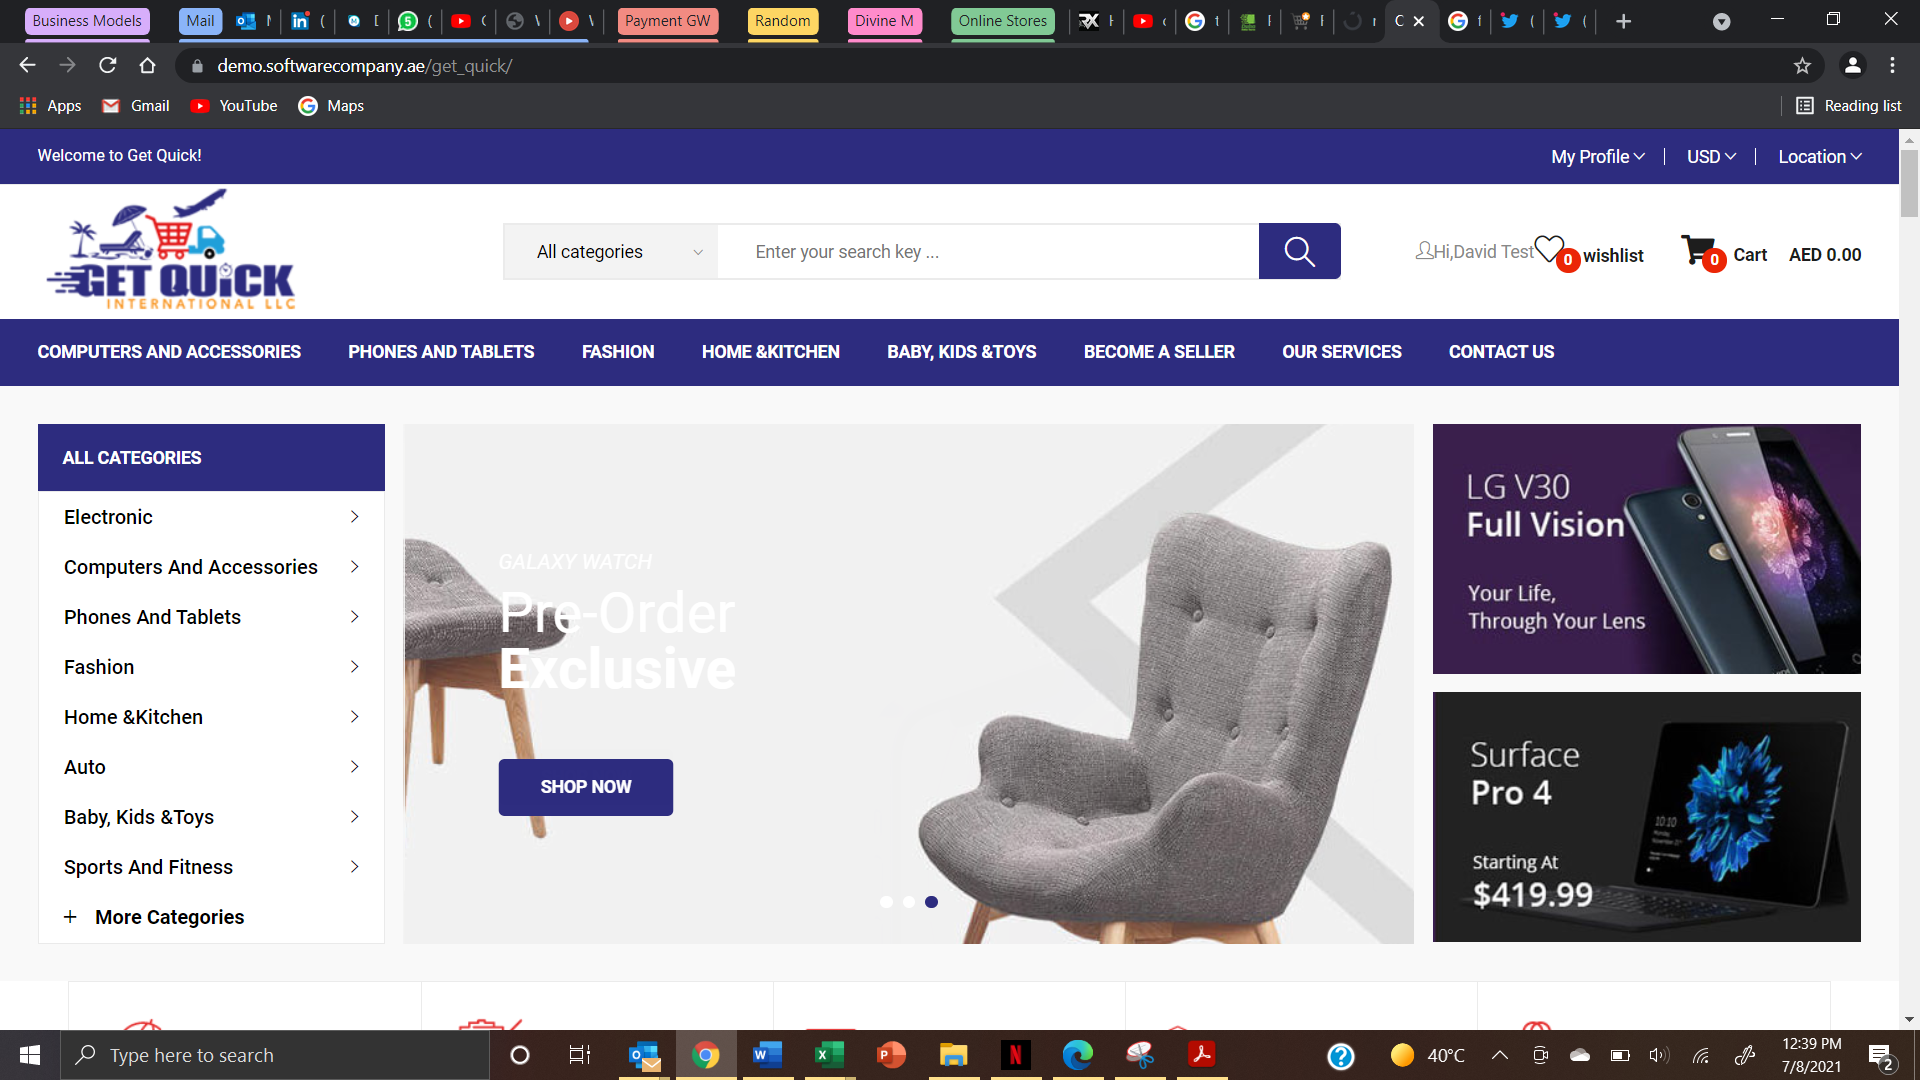 Business Models
Mail
Payment GW
Random
Divine M
Online Stores
demo.softwarecompany.ae/get_quick/
Apps
Gmail
YouTube
Maps
Reading list
Welcome to Get Quick!
My Profile
USD
Location
GET QUICK
INTERNATIONAL LLC
All categories
Enter your search key ...
Hi,David Test
0
wishlist
0
Cart
AED 0.00
COMPUTERS AND ACCESSORIES
PHONES AND TABLETS
FASHION
HOME &KITCHEN
BABY, KIDS &TOYS
BECOME A SELLER
OUR SERVICES
CONTACT US
ALL CATEGORIES
Electronic
Computers And Accessories
Phones And Tablets
Fashion
Home &Kitchen
Auto
Baby, Kids &Toys
Sports And Fitness
+ More Categories
GALAXY WATCH
Pre-Order
Exclusive
SHOP NOW
LG V30
Full Vision
Your Life,
Through Your Lens
Surface
Pro 4
Starting At
$419.99
10:10
Type here to search
40°C
12:39 PM
7/8/2021
2